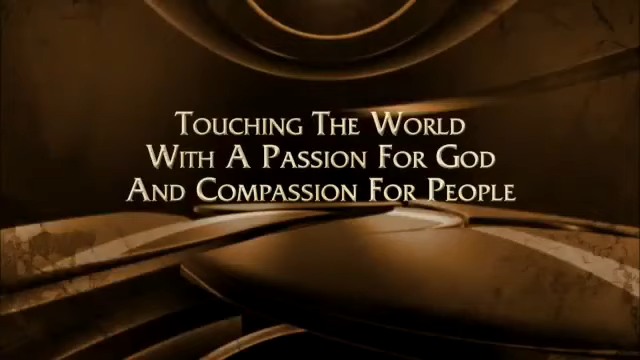 Touching The World
With A Passion For God
And Compassion For People